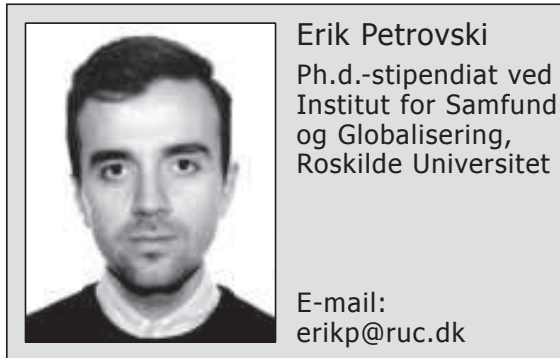 Erik Petrovski
Ph.d.-stipendiat ved
Institut for Samfund
og Globalisering,
Roskilde Universitet
E-mail:
erikp@ruc.dk